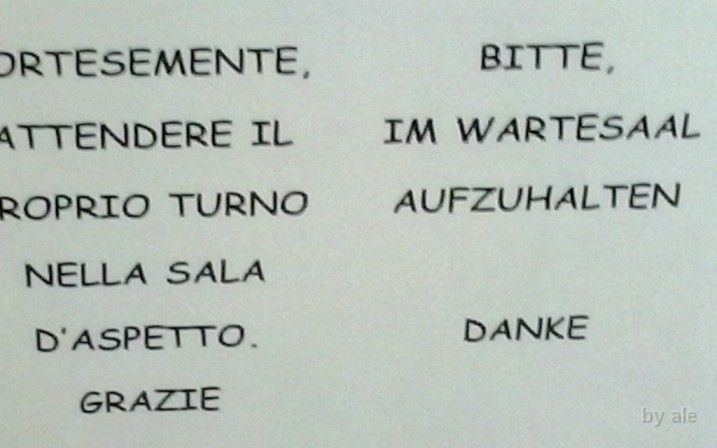 ORTESEMENTE,
ATTENDERE IL
ROPRIO TURNO
NELLA SALA
D'ASPETTO.
GRAZIE
BITTE,
IM WARTESAAL
AUFZUHALTEN
DANKE
by ale